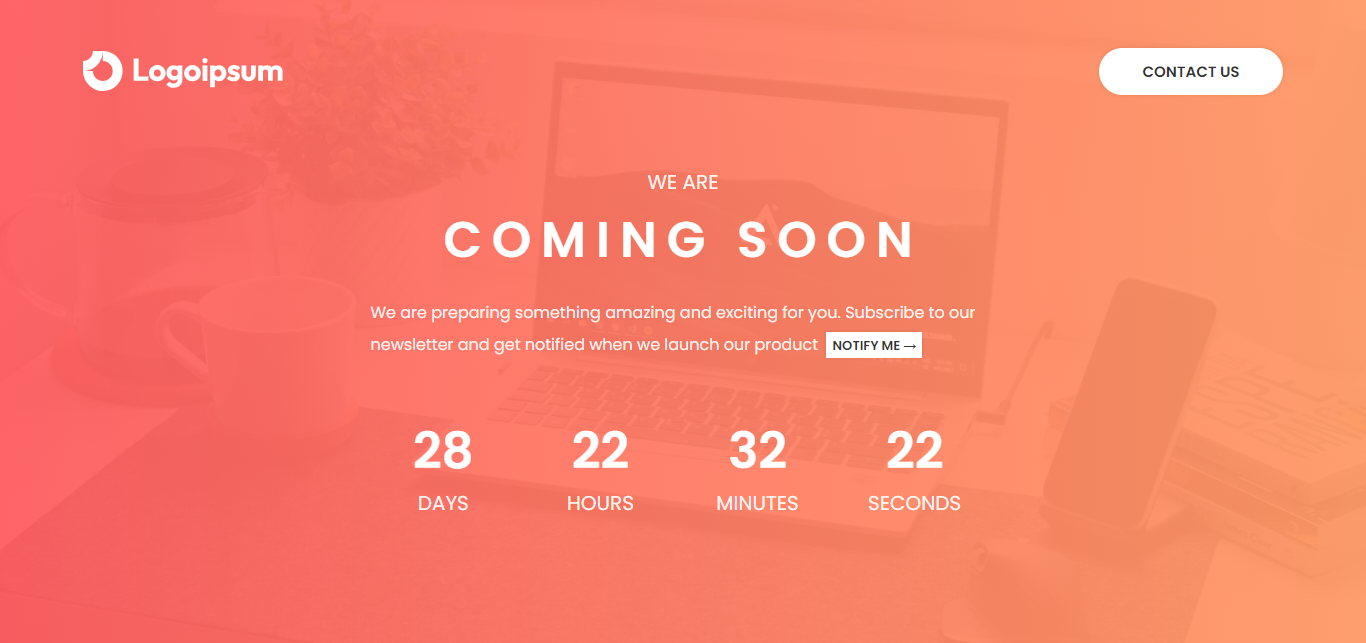 Logoipsum
CONTACT US
WE ARE
COMING SOON
We are preparing something amazing and exciting for you. Subscribe to our
newsletter and get notified when we launch our product NOTIFY ME →
28 22 32 22
DAYS HOURS MINUTES SECONDS